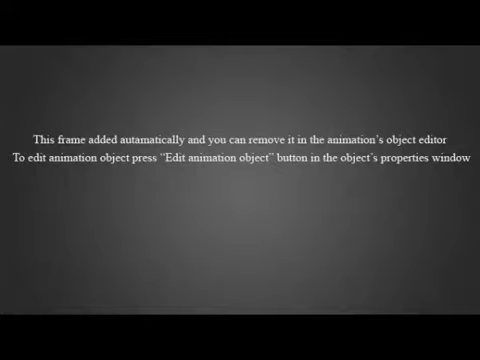 This frame added autamatically and you can remove it in the animation's object editor
To edit animation object press “Edit animation object” button in the object's properties window